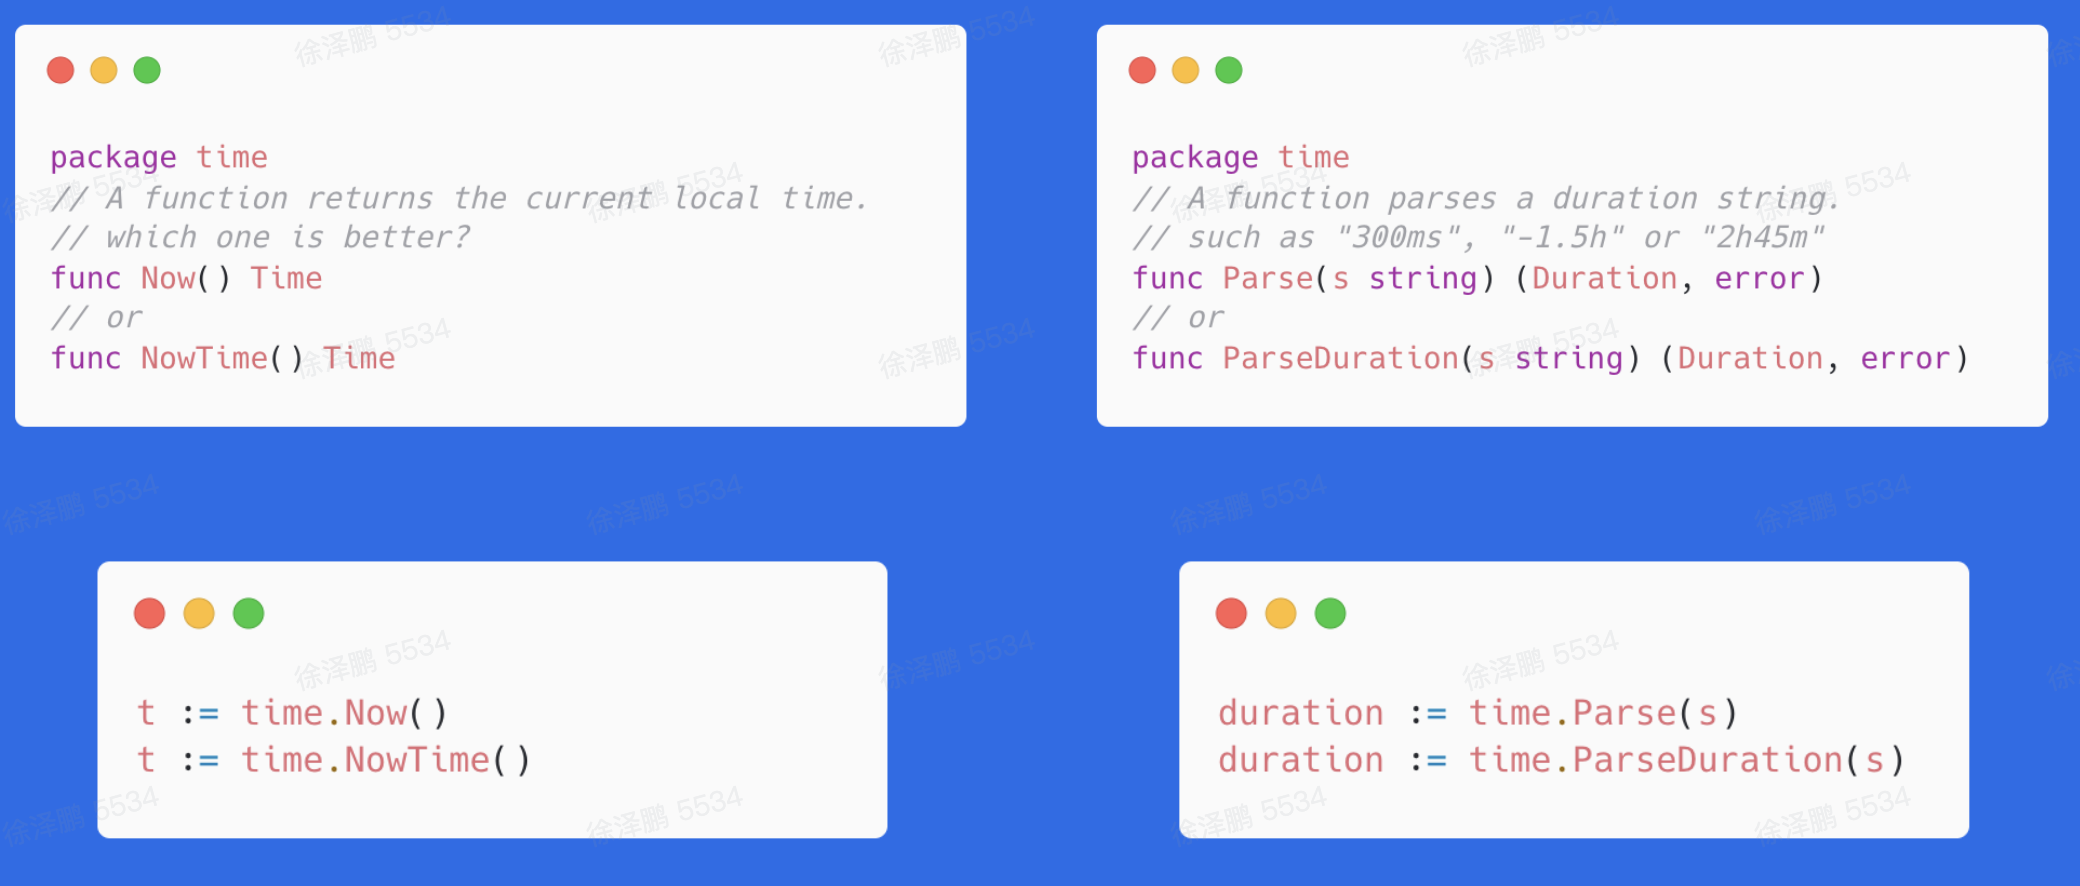 package time
// A function returns the current local time.
// which one is better?
func Now() Time
// or
func NowTime() Time
package time
// A function parses a duration string.
// such as "300ms", "-1.5h" or "2h45m"
func Parse(s string) (Duration, error)
// or
func ParseDuration(s string) (Duration, error)
t := time.Now()
t := time.NowTime()
duration := time.Parse(s)
duration := time.ParseDuration(s)
徐泽鹏 5534